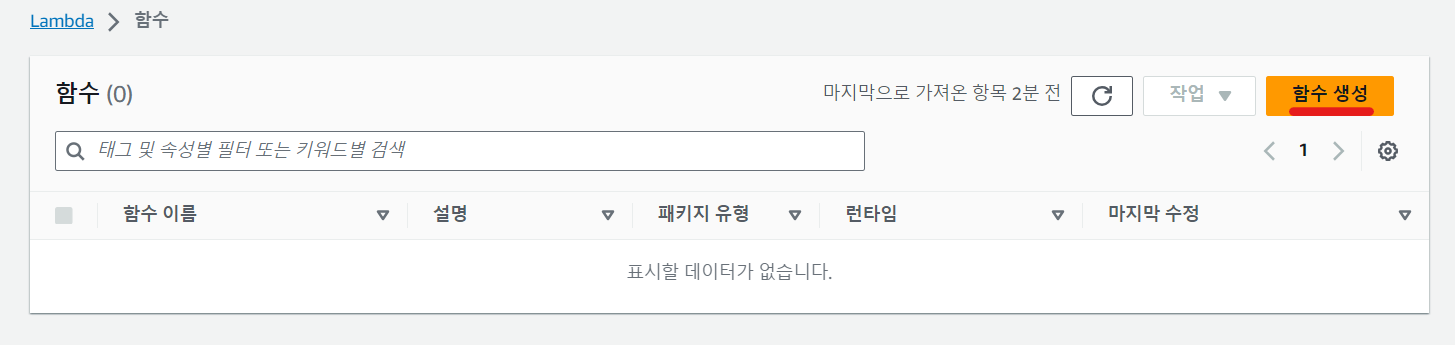 Lambda > 함수
함수 (0)
마지막으로 가져온 항목 2분 전
작업
함수 생성
태그 및 속성별 필터 또는 키워드별 검색
1
함수 이름
설명
패키지 유형
런타임
마지막 수정
표시할 데이터가 없습니다.